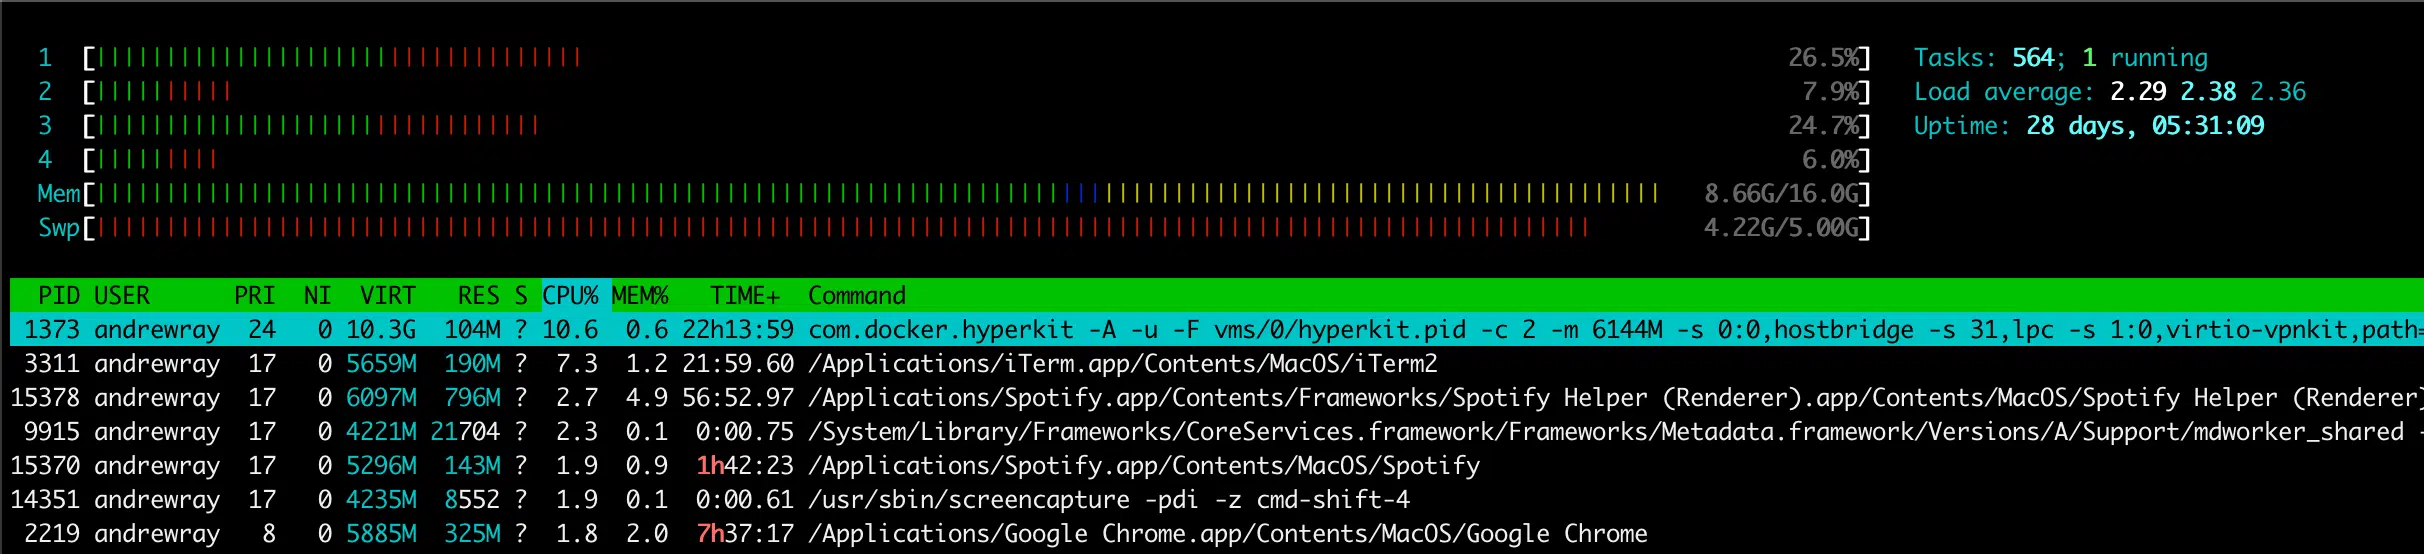 1 [ 26.5%] Tasks: 564; 1 running
2 [ 7.9%] Load average: 2.29 2.38 2.36
3 [ 24.7%] Uptime: 28 days, 05:31:09
4 [ 6.0%]
Mem[ 8.66G/16.0G]
Swp[ 4.22G/5.00G]
PID USER PRI NI VIRT RES S CPU% MEM% TIME+ Command
1373 andrewray 24 0 10.3G 104M ? 10.6 0.6 22h13:59 com.docker.hyperkit -A -u -F vms/0/hyperkit.pid -c 2 -m 6144M -s 0:0,hostbridge -s 31,lpc -s 1:0,virtio-vpnkit,path=
3311 andrewray 17 0 5659M 190M ? 7.3 1.2 21:59.60 /Applications/iTerm.app/Contents/MacOS/iTerm2
15378 andrewray 17 0 6097M 796M ? 2.7 4.9 56:52.97 /Applications/Spotify.app/Contents/Frameworks/Spotify Helper (Renderer).app/Contents/MacOS/Spotify Helper (Renderer)
9915 andrewray 17 0 4221M 21704 ? 2.3 0.1 0:00.75 /System/Library/Frameworks/CoreServices.framework/Frameworks/Metadata.framework/Versions/A/Support/mdworker_shared -
15370 andrewray 17 0 5296M 143M ? 1.9 0.9 1h42:23 /Applications/Spotify.app/Contents/MacOS/Spotify
14351 andrewray 17 0 4235M 8552 ? 1.9 0.1 0:00.61 /usr/sbin/screencapture -pdi -z cmd-shift-4
2219 andrewray 8 0 5885M 325M ? 1.8 2.0 7h37:17 /Applications/Google Chrome.app/Contents/MacOS/Google Chrome